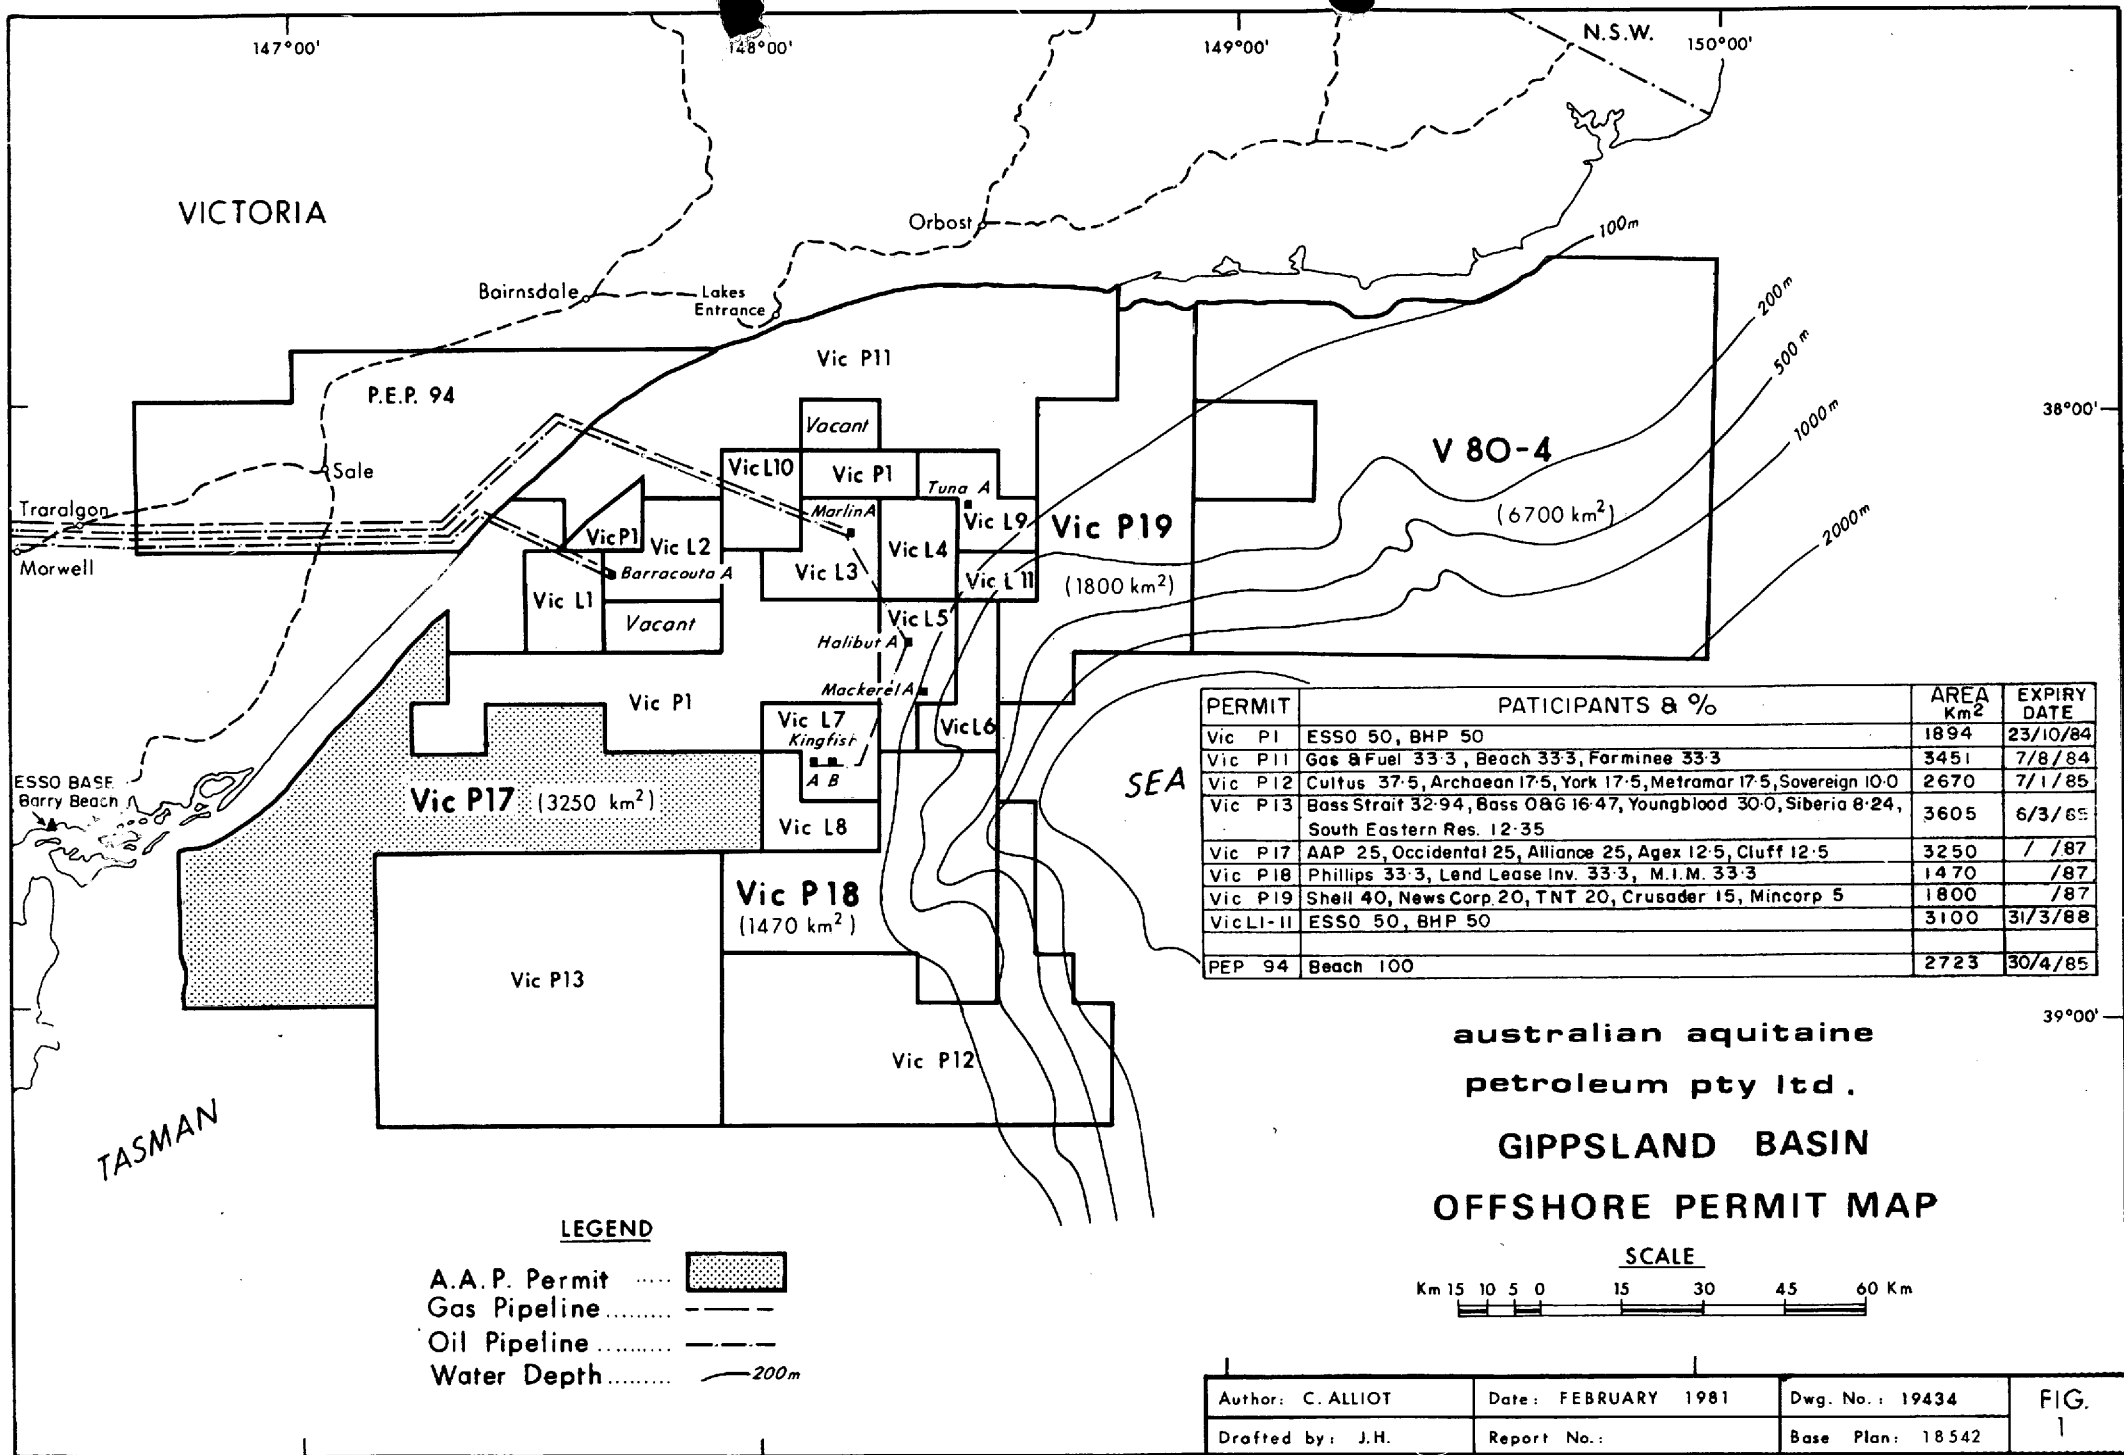 147°00'
148°00'
149°00'
150°00'
N.S.W.
VICTORIA
Orbost
100m
Bairnsdale
Lakes
Entrance
200m
500 m
1000m
2000m
Vic P11
P.E.P. 94
38°00'
Vacant
V 80-4
(6700 km²)
Vic L10
Vic P1
Sale
Tuna A
Traralgon
Marlin A
Vic L9
Vic P19
(1800 km²)
Vic P1
Vic L2
Vic L4
Morwell
Barracouta A
Vic L3
Vic L11
Vic L1
Vacant
Vic L5
Halibut A
Mackerel A
Vic P1
Vic L7
Kingfish
A B
Vic L6
ESSO BASE
Barry Beach
Vic P17 (3250 km²)
Vic L8
SEA
Vic P18
(1470 km²)
Vic P13
Vic P12
TASMAN
39°00'
PERMIT PATICIPANTS & % AREA Km² EXPIRY DATE
Vic P1 ESSO 50, BHP 50 1894 23/10/84
Vic P11 Gas & Fuel 33·3, Beach 33·3, Farminee 33·3 3451 7/8/84
Vic P12 Cultus 37·5, Archaean 17·5, York 17·5, Metramar 17·5, Sovereign 10·0 2670 7/1/85
Vic P13 Bass Strait 32·94, Bass O&G 16·47, Youngblood 30·0, Siberia 8·24,
South Eastern Res. 12·35 3605 6/3/85
Vic P17 AAP 25, Occidental 25, Alliance 25, Agex 12·5, Cluff 12·5 3250 / /87
Vic P18 Phillips 33·3, Lend Lease Inv. 33·3, M.I.M. 33·3 1470 /87
Vic P19 Shell 40, News Corp. 20, TNT 20, Crusader 15, Mincorp 5 1800 /87
Vic L1-11 ESSO 50, BHP 50 3100 31/3/88
PEP 94 Beach 100 2723 30/4/85
australian aquitaine
petroleum pty ltd.
GIPPSLAND BASIN
OFFSHORE PERMIT MAP
SCALE
Km 15 10 5 0 15 30 45 60 Km
LEGEND
A.A.P. Permit .....
Gas Pipeline .........
Oil Pipeline ..........
Water Depth ......... 200m
Author: C. ALLIOT Date: FEBRUARY 1981 Dwg. No.: 19434 FIG.
Drafted by: J.H. Report No.: Base Plan: 18542 1